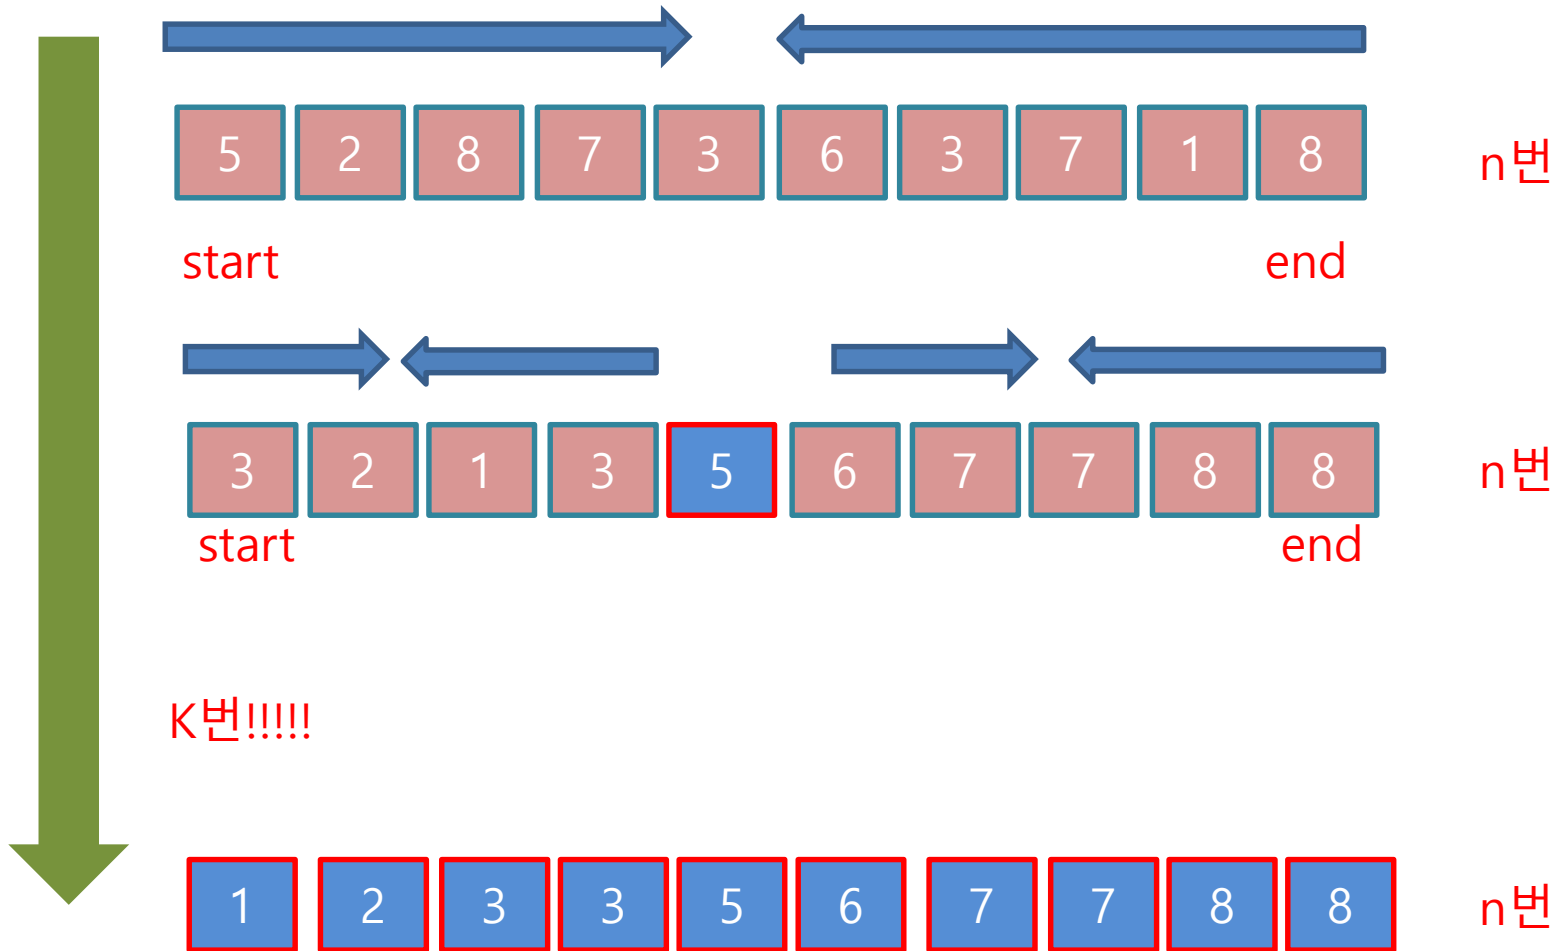 5 2 8 7 3 6 3 7 1 8 n번
start end
3 2 1 3 5 6 7 7 8 8 n번
start end
K번!!!!!
1 2 3 3 5 6 7 7 8 8 n번